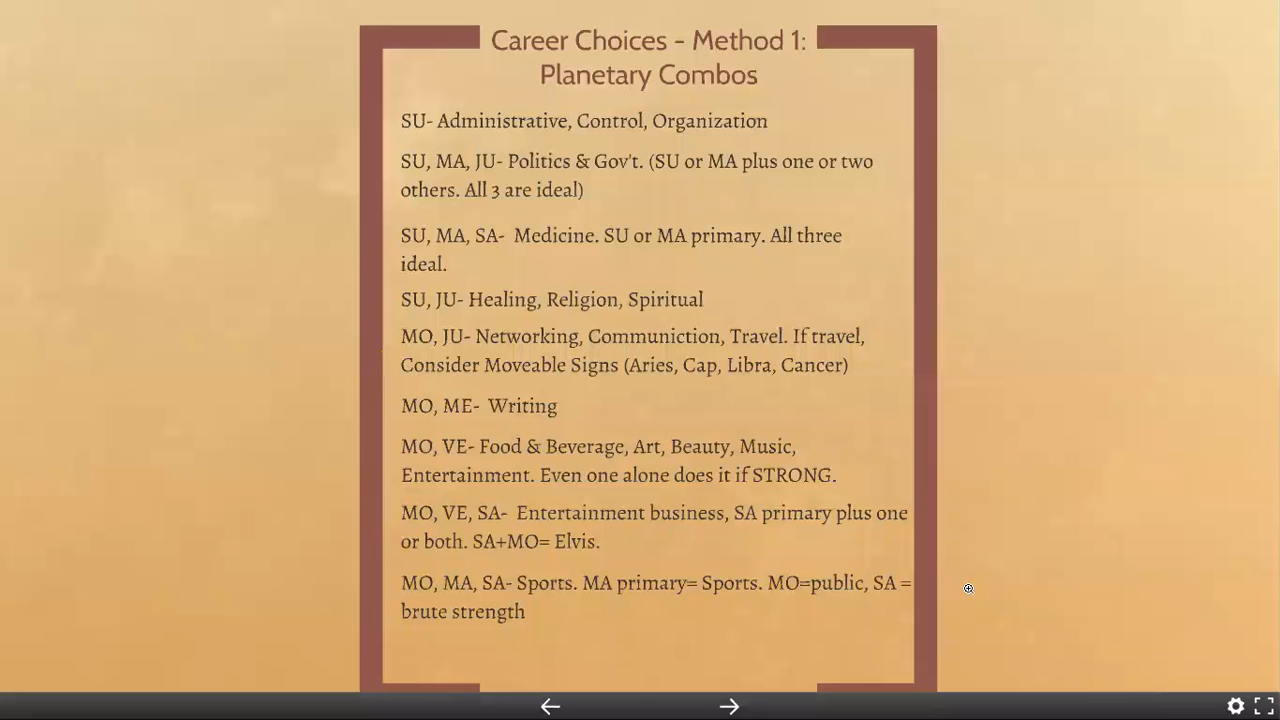 Career Choices - Method 1:
Planetary Combos
SU- Administrative, Control, Organization
SU, MA, JU- Politics & Gov't. (SU or MA plus one or two
others. All 3 are ideal)
SU, MA, SA-  Medicine. SU or MA primary. All three
ideal.
SU, JU- Healing, Religion, Spiritual
MO, JU- Networking, Communiction, Travel. If travel,
Consider Moveable Signs (Aries, Cap, Libra, Cancer)
MO, ME-  Writing
MO, VE- Food & Beverage, Art, Beauty, Music,
Entertainment. Even one alone does it if STRONG.
MO, VE, SA-  Entertainment business, SA primary plus one
or both. SA+MO= Elvis.
MO, MA, SA- Sports. MA primary= Sports. MO=public, SA =
brute strength